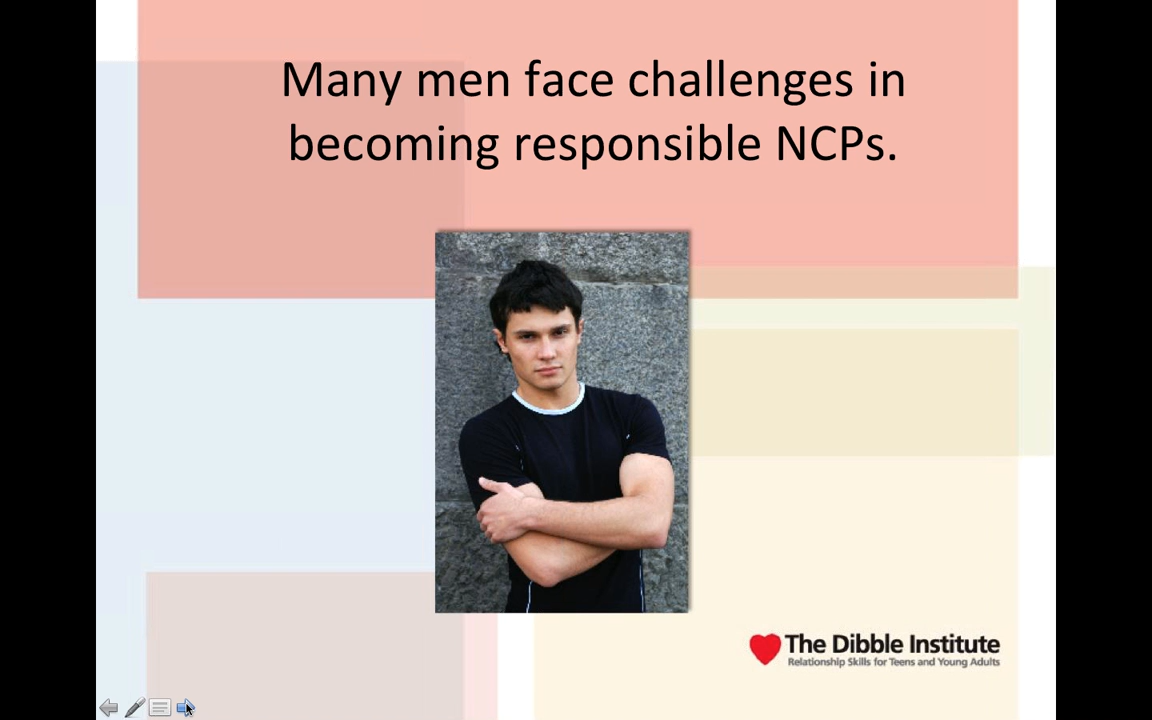 Many men face challenges in
becoming responsible NCPs.
The Dibble Institute
Relationship Skills for Teens and Young Adults